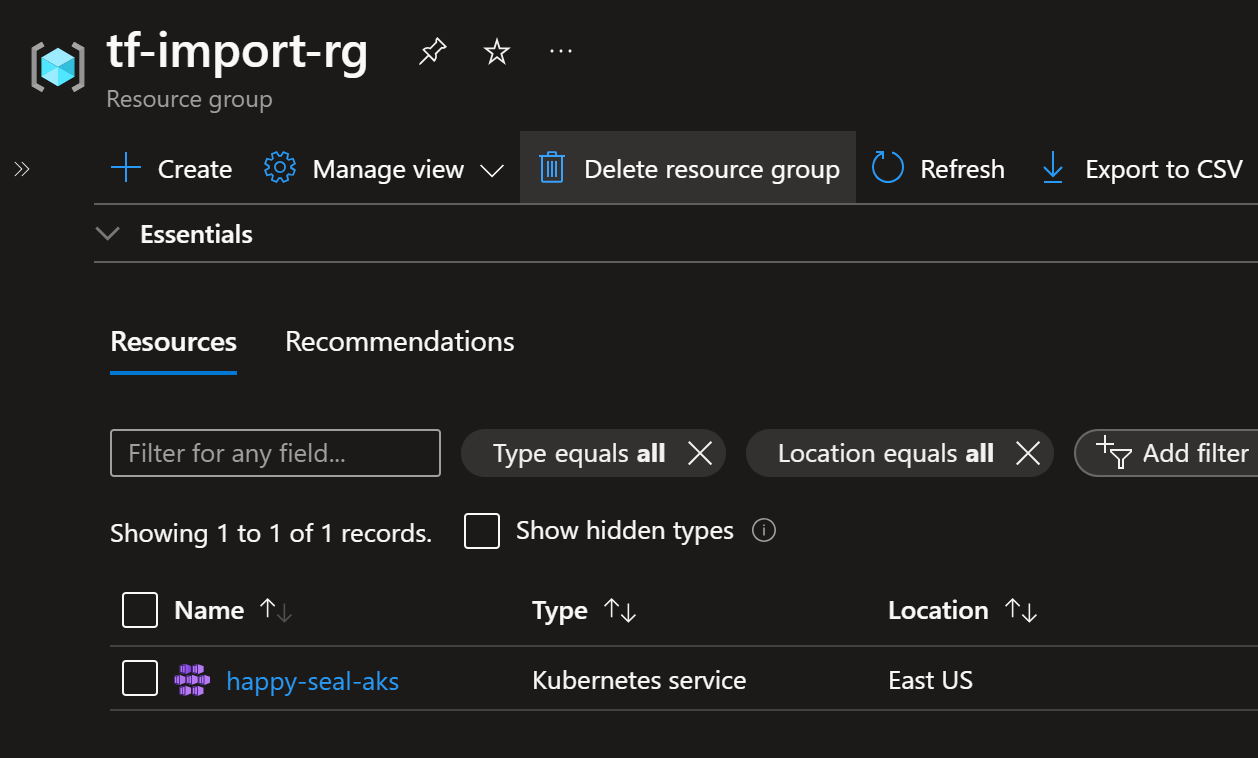 tf-import-rg
Resource group
Create Manage view Delete resource group Refresh Export to CSV
Essentials
Resources Recommendations
Filter for any field... Type equals all Location equals all Add filter
Showing 1 to 1 of 1 records. Show hidden types
Name Type Location
happy-seal-aks Kubernetes service East US